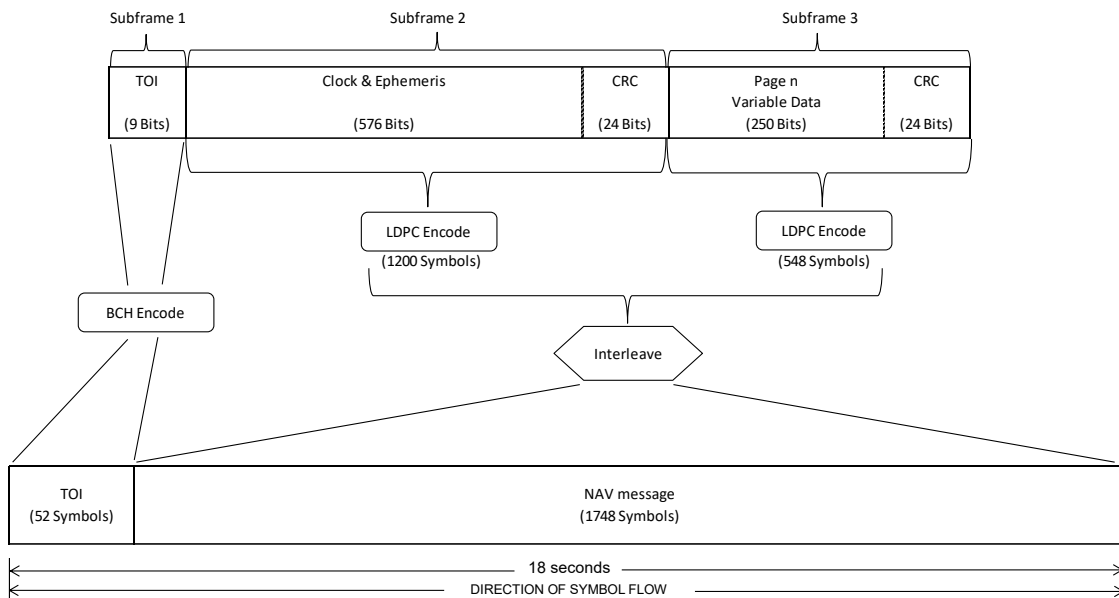 Subframe 1
Subframe 2
Subframe 3
TOI
(9 Bits)
Clock & Ephemeris
(576 Bits)
CRC
(24 Bits)
Page n
Variable Data
(250 Bits)
CRC
(24 Bits)
LDPC Encode
(1200 Symbols)
LDPC Encode
(548 Symbols)
BCH Encode
Interleave
TOI
(52 Symbols)
NAV message
(1748 Symbols)
18 seconds
DIRECTION OF SYMBOL FLOW